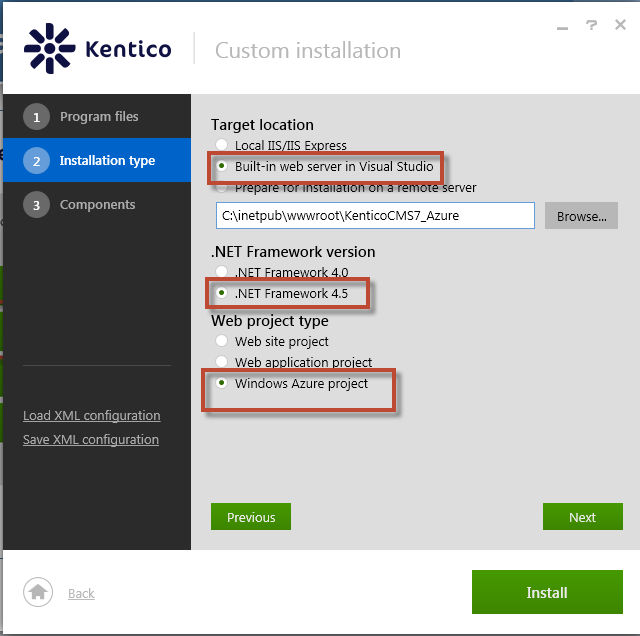 Kentico
Custom installation
?
1 Program files
2 Installation type
3 Components
Load XML configuration
Save XML configuration
Target location
Local IIS/IIS Express
Built-in web server in Visual Studio
Prepare for installation on a remote server
C:\inetpub\wwwroot\KenticoCMS7_Azure
Browse...
.NET Framework version
.NET Framework 4.0
.NET Framework 4.5
Web project type
Web site project
Web application project
Windows Azure project
Previous
Next
Back
Install